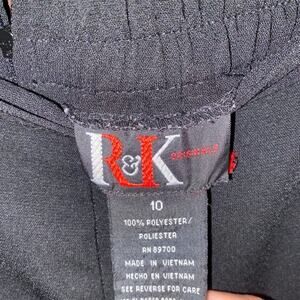 R&K
ORIGINALS
10
100% POLYESTER/
POLIESTER
RN 89700
MADE IN VIETNAM
HECHO EN VIETNAM
SEE REVERSE FOR CARE